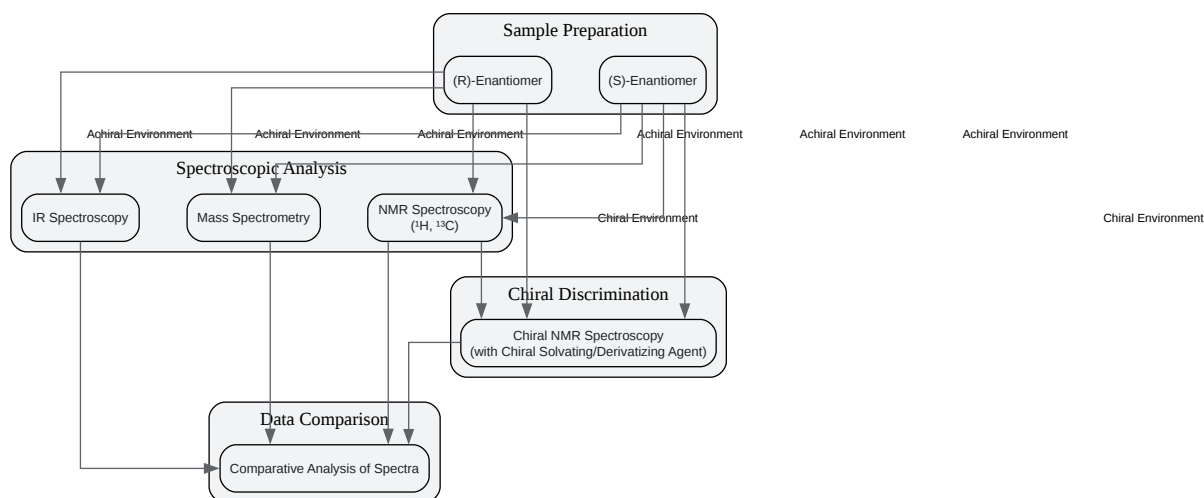 Sample Preparation
(R)-Enantiomer
(S)-Enantiomer
Achiral Environment
Achiral Environment
Achiral Environment
Achiral Environment
Achiral Environment
Achiral Environment
Spectroscopic Analysis
IR Spectroscopy
Mass Spectrometry
NMR Spectroscopy
(¹H, ¹³C)
Chiral Environment
Chiral Environment
Chiral Discrimination
Chiral NMR Spectroscopy
(with Chiral Solvating/Derivatizing Agent)
Data Comparison
Comparative Analysis of Spectra